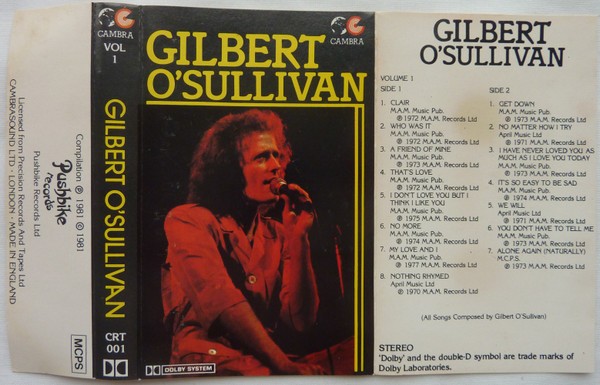 Compilation ℗ 1981 © 1981
Pushbike
records
Pushbike Records Ltd
Licensed from Precision Records And Tapes Ltd
CAMBRASOUND LTD · LONDON · MADE IN ENGLAND
MCPS
CAMBRA
VOL
1
GILBERT O'SULLIVAN
CRT
001
CAMBRA
GILBERT
O'SULLIVAN
DOLBY SYSTEM
GILBERT
O'SULLIVAN
VOLUME 1
SIDE 1
1. CLAIR
M.A.M. Music Pub.
℗ 1972 M.A.M. Records Ltd
2. WHO WAS IT
M.A.M. Music Pub.
℗ 1972 M.A.M. Records Ltd
3. A FRIEND OF MINE
M.A.M. Music Pub.
℗ 1973 M.A.M. Records Ltd
4. THAT'S LOVE
M.A.M. Music Pub.
℗ 1972 M.A.M. Records Ltd
5. I DON'T LOVE YOU BUT I
THINK I LIKE YOU
M.A.M. Music Pub.
℗ 1975 M.A.M. Records Ltd
6. NO MORE
M.A.M. Music Pub.
℗ 1974 M.A.M. Records Ltd
7. MY LOVE AND I
M.A.M. Music Pub.
℗ 1977 M.A.M. Records Ltd
8. NOTHING RHYMED
April Music Ltd
℗ 1970 M.A.M. Records Ltd
SIDE 2
1. GET DOWN
M.A.M. Music Pub.
℗ 1973 M.A.M. Records Ltd
2. NO MATTER HOW I TRY
April Music Ltd
℗ 1971 M.A.M. Records Ltd
3. I HAVE NEVER LOVED YOU AS
MUCH AS I LOVE YOU TODAY
M.A.M. Music Pub.
℗ 1973 M.A.M. Records Ltd
4. IT'S SO EASY TO BE SAD
℗ 1974 M.A.M. Records Ltd
5. WE WILL
April Music Ltd
℗ 1971 M.A.M. Records Ltd
6. YOU DON'T HAVE TO TELL ME
M.A.M. Music Pub.
℗ 1973 M.A.M. Records Ltd
7. ALONE AGAIN (NATURALLY)
M.C.P.S.
℗ 1973 M.A.M. Records Ltd
(All Songs Composed by Gilbert O'Sullivan)
STEREO
'Dolby' and the double-D symbol are trade marks of
Dolby Laboratories.